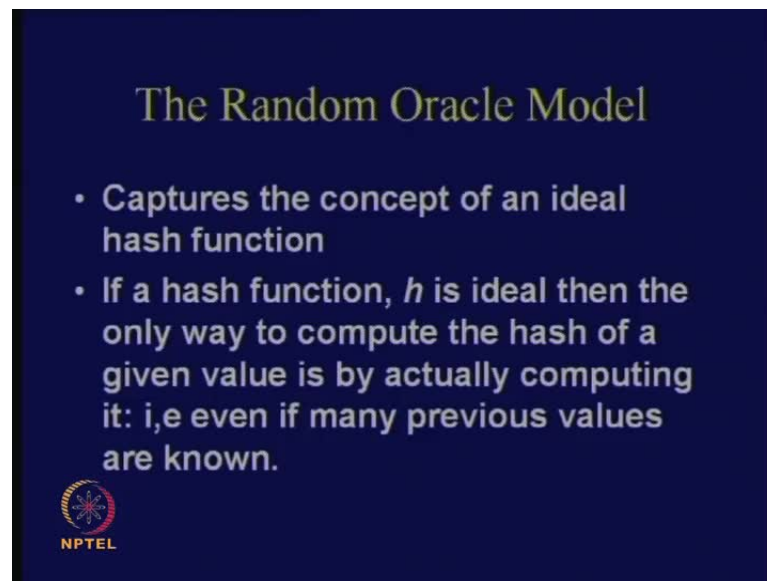 The Random Oracle Model
• Captures the concept of an ideal
hash function
• If a hash function, h is ideal then the
only way to compute the hash of a
given value is by actually computing
it: i,e even if many previous values
are known.
NPTEL